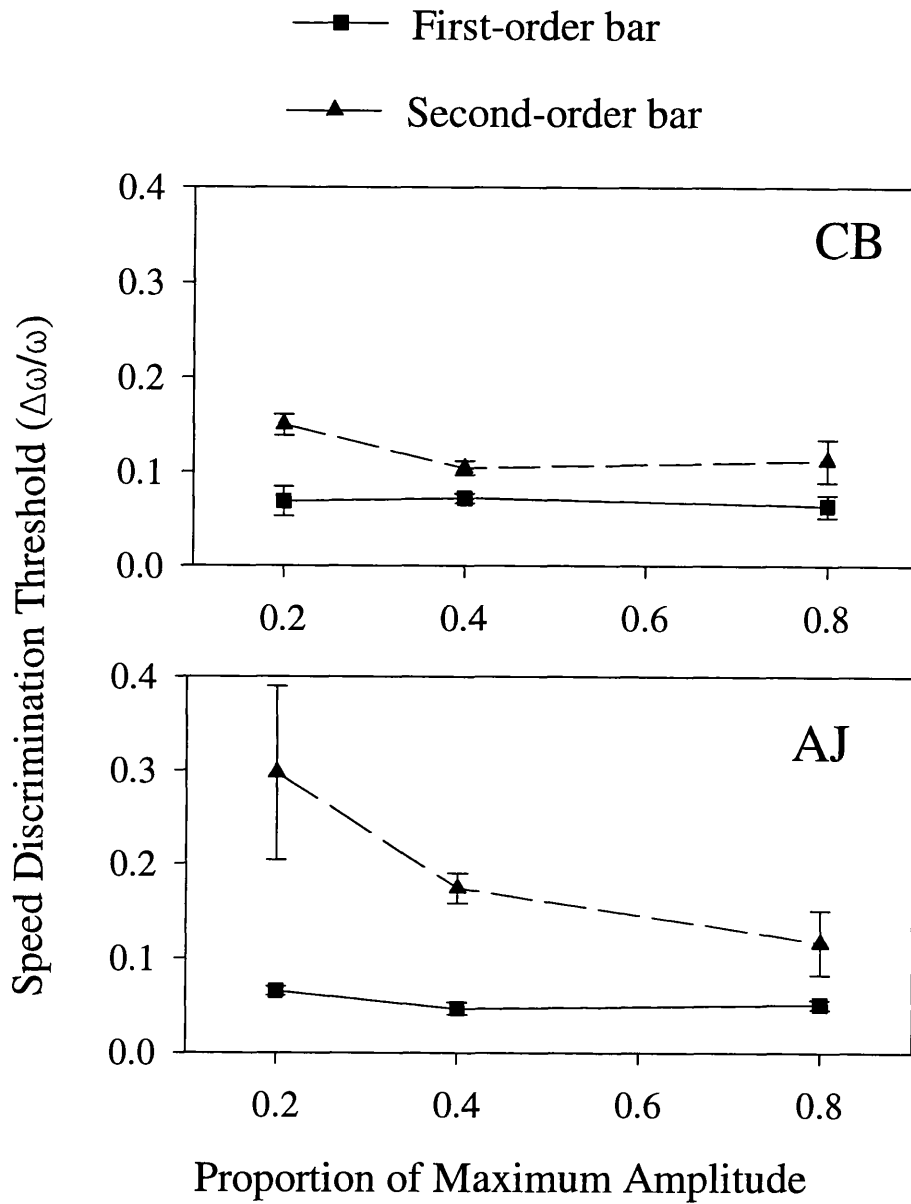 First-order bar
Second-order bar
Speed Discrimination Threshold (Δω/ω)
CB
0.4
0.3
0.2
0.1
0.0
0.2 0.4 0.6 0.8
AJ
0.4
0.3
0.2
0.1
0.0
0.2 0.4 0.6 0.8
Proportion of Maximum Amplitude